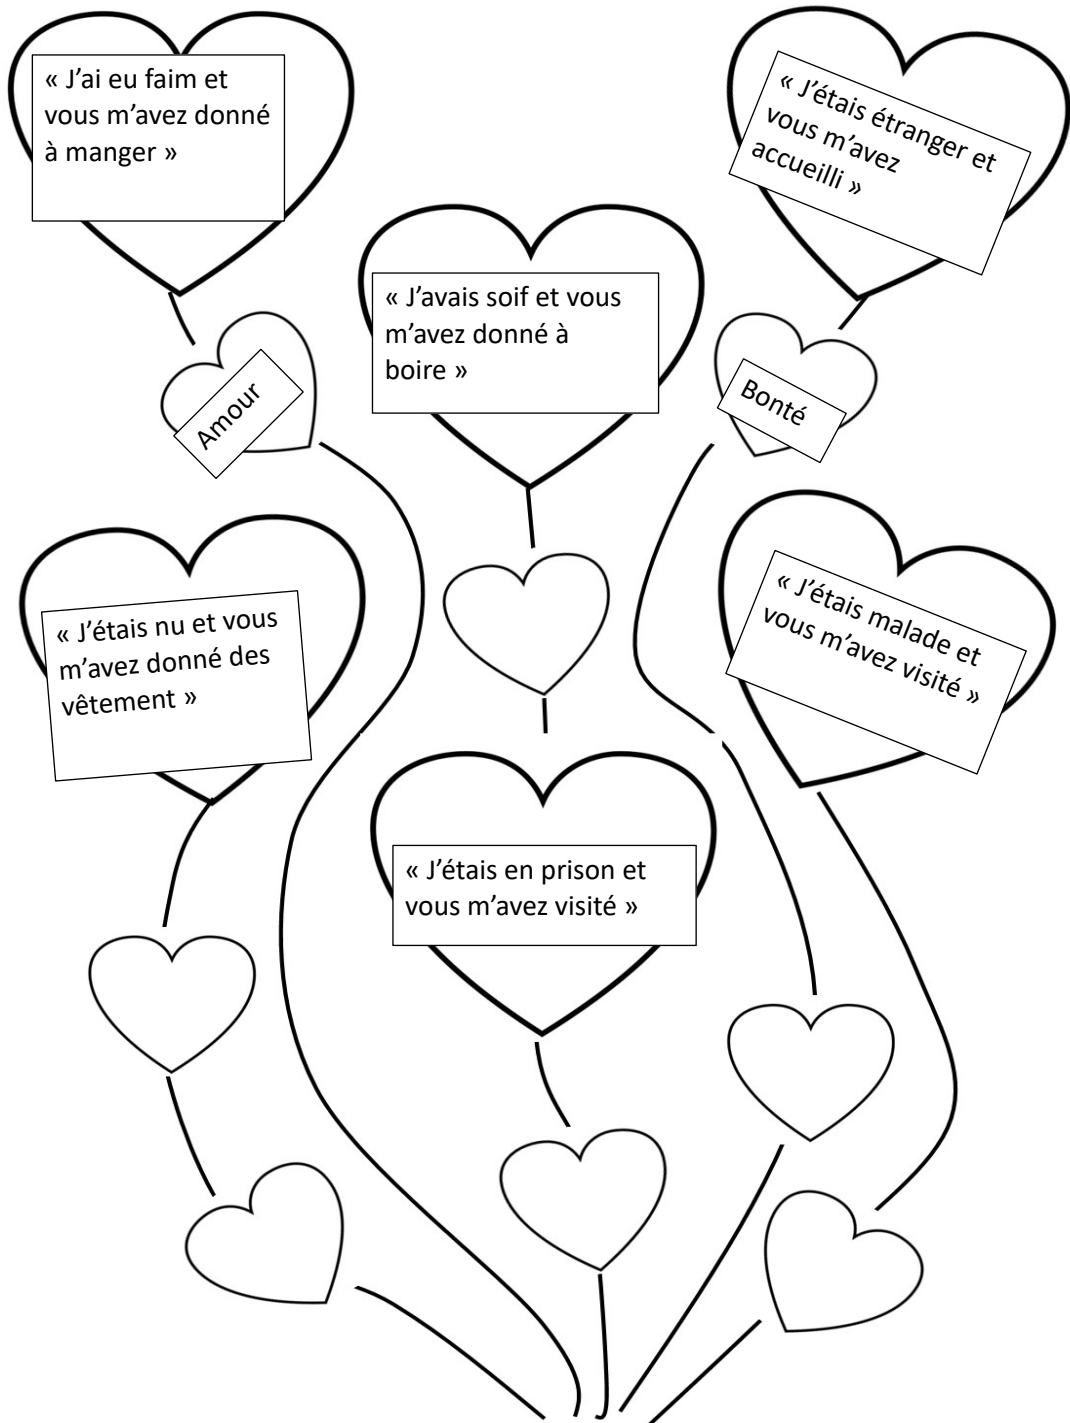 « J'ai eu faim et
vous m'avez donné
à manger »
« J'étais étranger et
vous m'avez
accueilli »
« J'avais soif et vous
m'avez donné à
boire »
Amour
Bonté
« J'étais nu et vous
m'avez donné des
vêtement »
« J'étais malade et
vous m'avez visité »
« J'étais en prison et
vous m'avez visité »